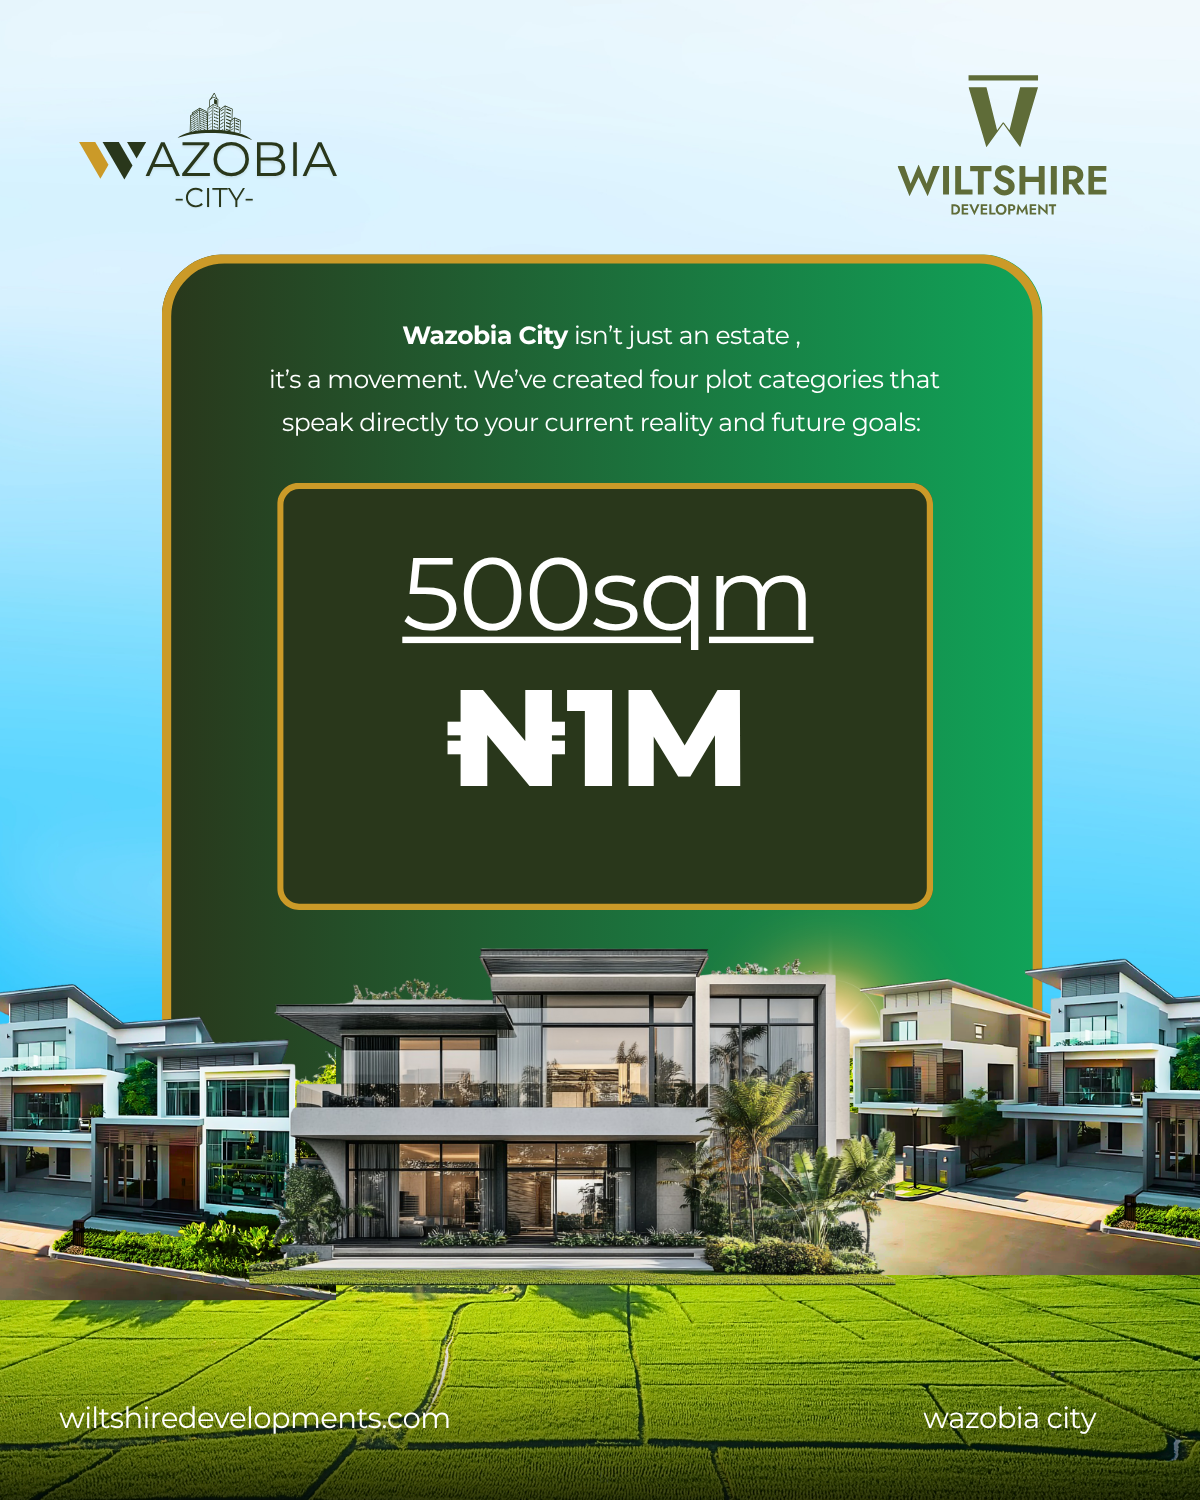 WAZOBIA
-CITY-
WILTSHIRE
DEVELOPMENT
Wazobia City isn’t just an estate ,
it’s a movement. We’ve created four plot categories that
speak directly to your current reality and future goals:
500sqm
₦1M
wiltshiredevelopments.com
wazobia city